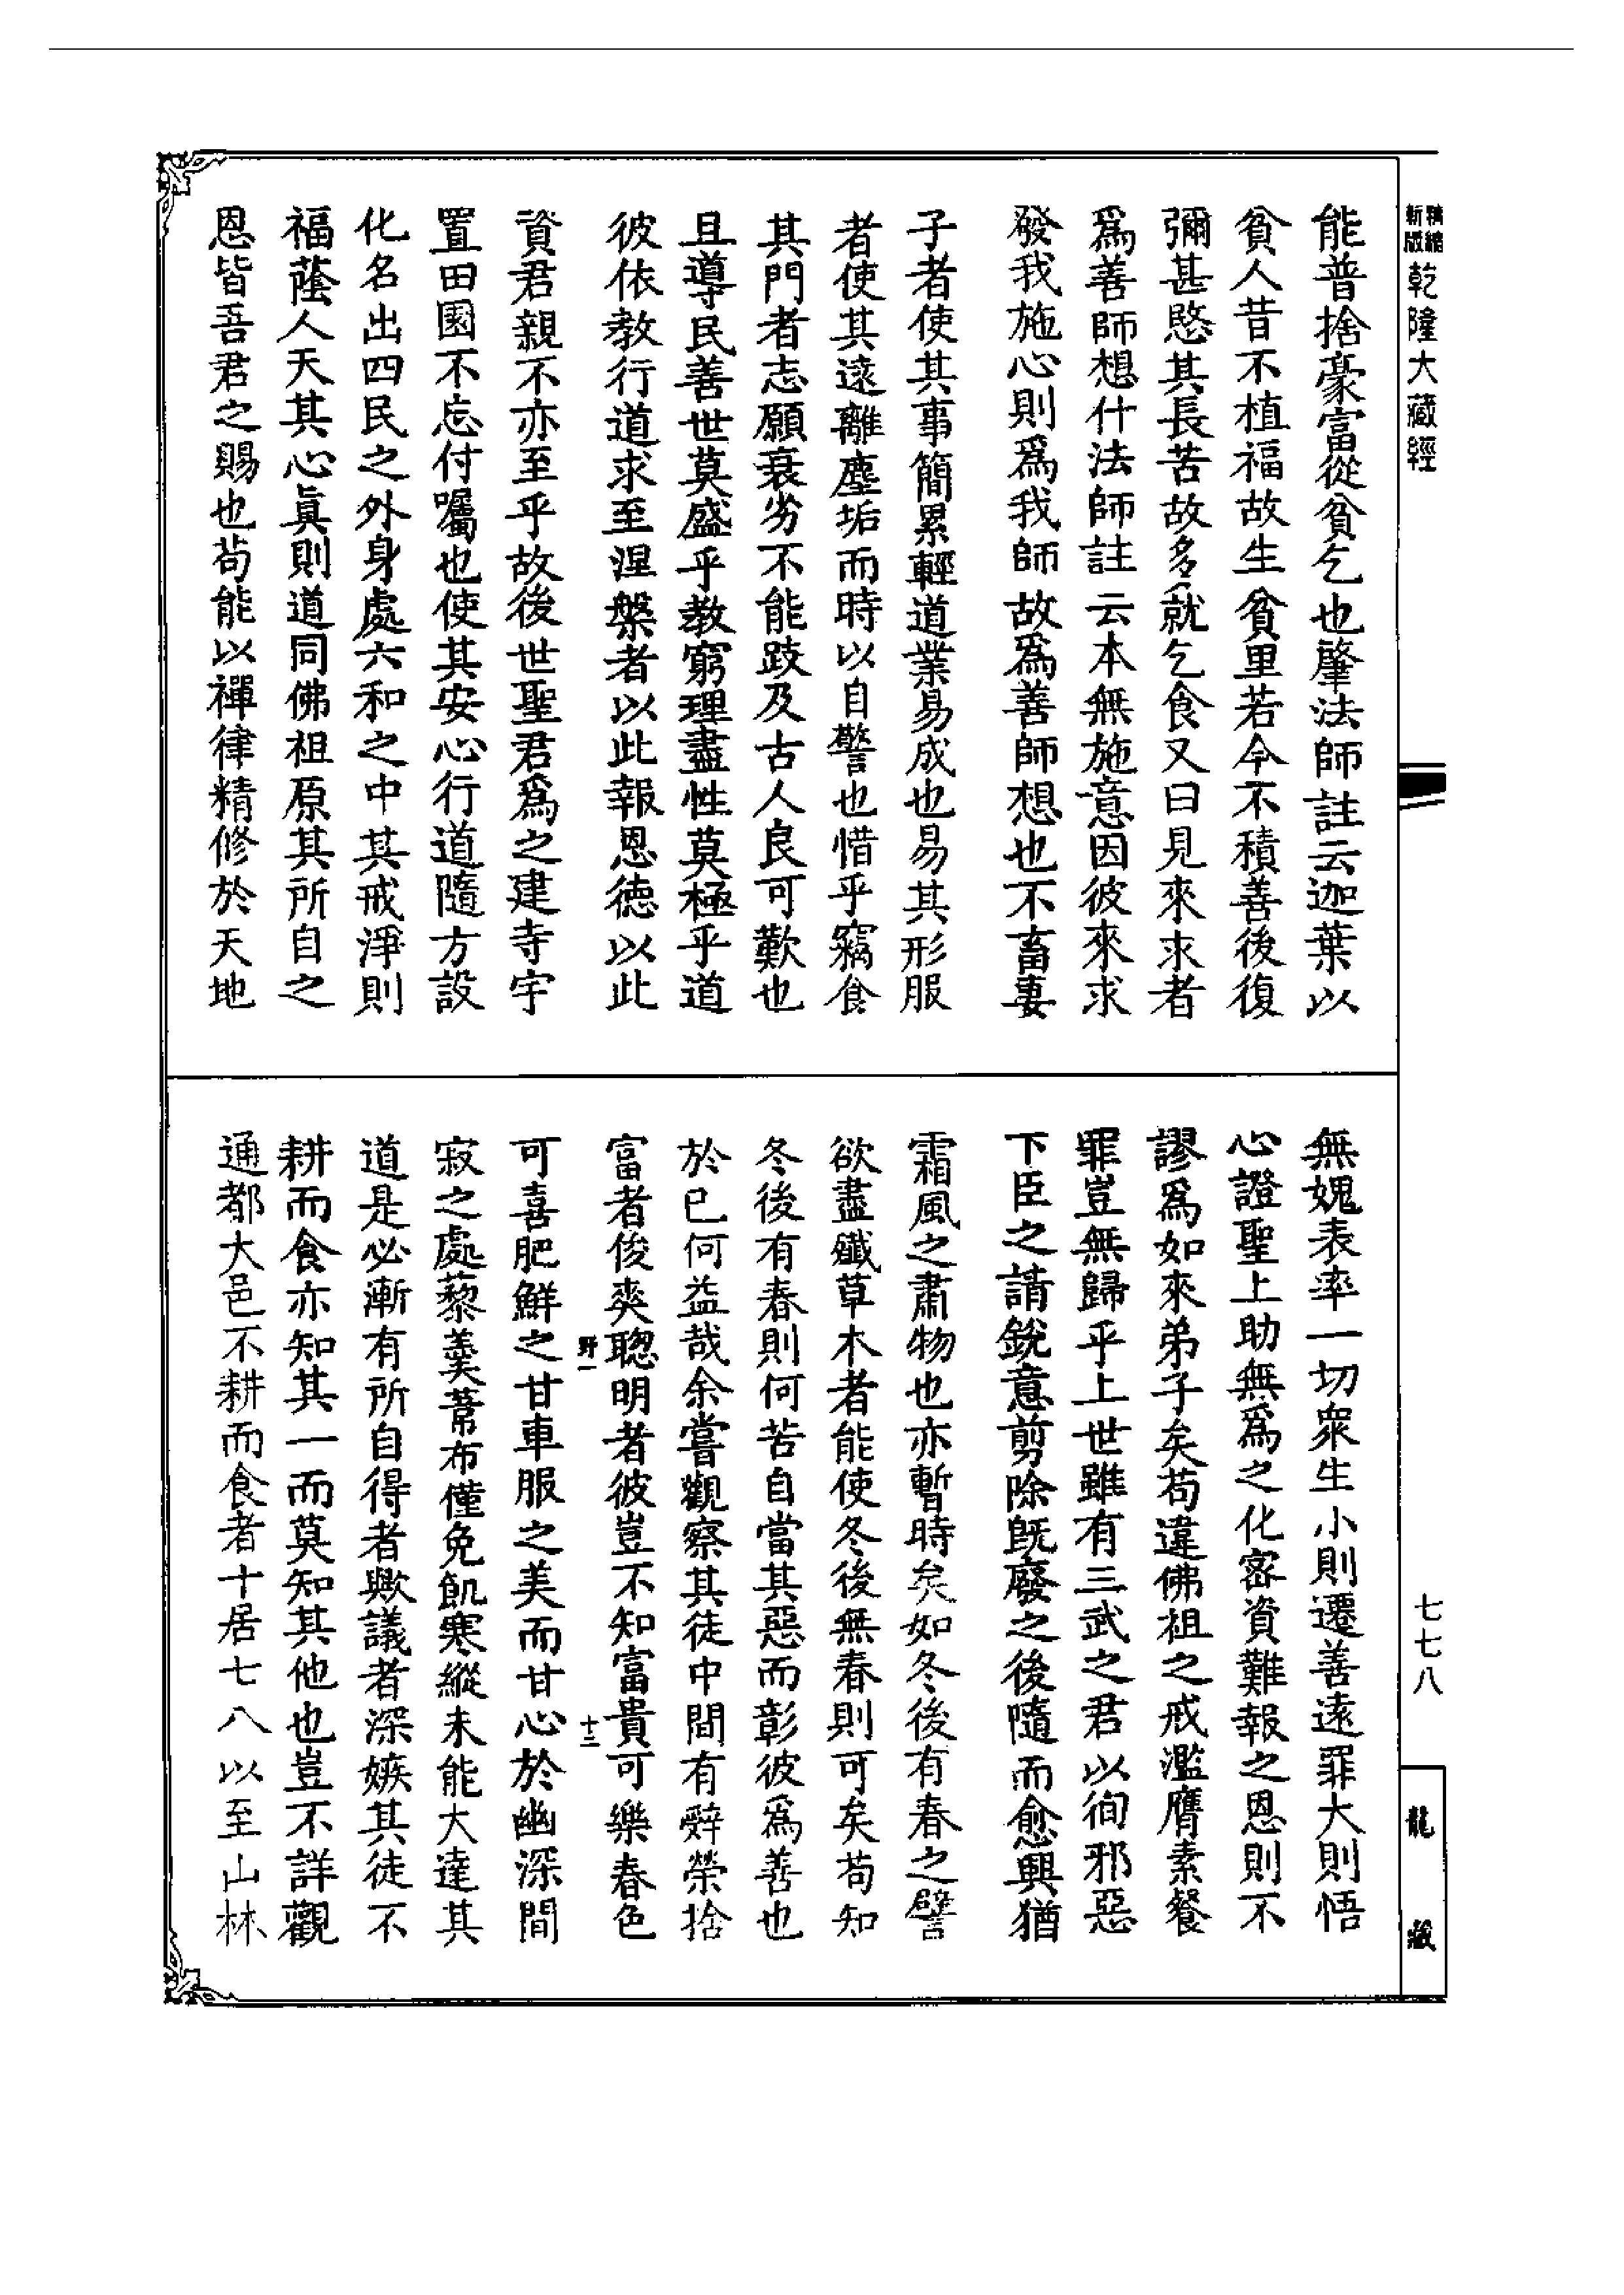 精縮新版乾隆大藏經
能普捨豪富從貧乞也肇法師註云迦葉以
貧人昔不植福故生貧里若今不積善後復
彌甚愍其長苦故多就乞食又曰見來求者
爲善師想什法師註云本無施意因彼來求
發我施心則爲我師故爲善師想也不畜妻
子者使其事簡累輕道業易成也易其形服
者使其遠離塵垢而時以自警也惜乎竊食
其門者志願衰劣不能跂及古人良可歎也
且導民善世莫盛乎教窮理盡性莫極乎道
彼依教行道求至涅槃者以此報恩德以此
資君親不亦至乎故後世聖君爲之建寺宇
置田園不忘付囑也使其安心行道隨方設
化名出四民之外身處六和之中其戒淨則
福蔭人天其心眞則道同佛祖原其所自之
恩皆吾君之賜也苟能以禪律精修於天地
無媿表率一切衆生小則遷善遠罪大則悟
心證聖上助無爲之化密資難報之恩則不
謬爲如來弟子矣苟違佛祖之戒濫膺素餐
罪豈無歸乎上世雖有三武之君以徇邪惡
下臣之請銳意剪除旣廢之後隨而愈興猶
霜風之肅物也亦暫時矣如冬後有春之譬
欲盡殲草木者能使冬後無春則可矣苟知
冬後有春則何苦自當其惡而彰彼爲善也
於已何益哉余嘗觀察其徒中間有辭榮捨
富者俊爽聰明者彼豈不知富貴可樂春色
野一
十三
可喜肥鮮之甘車服之美而甘心於幽深間
寂之處藜羹葦布僅免飢寒縱未能大達其
道是必漸有所自得者歟議者深嫉其徒不
耕而食亦知其一而莫知其他也豈不詳觀
通都大邑不耕而食者十居七八以至山林
七七八
龍藏